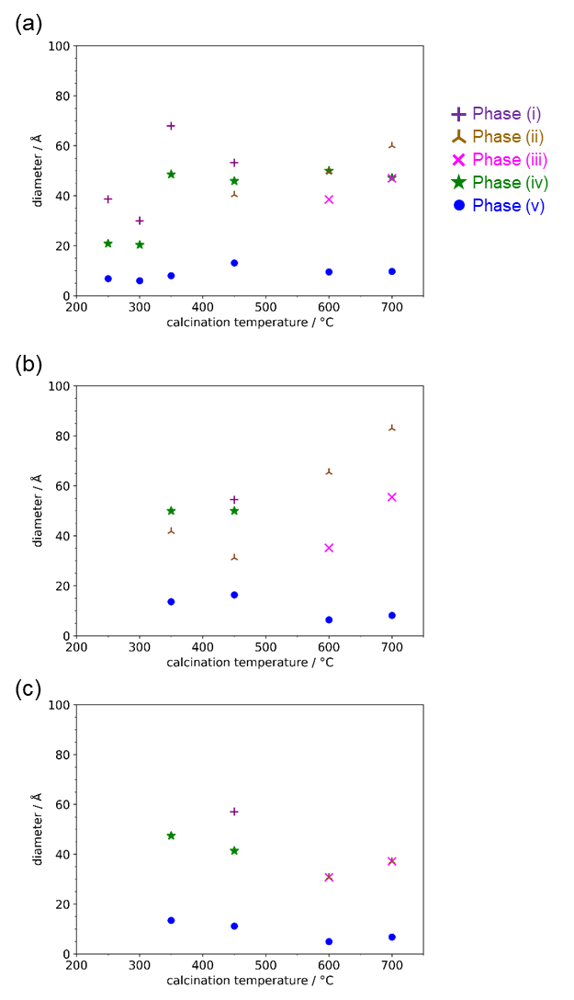 (a)
100
80
60
40
20
0
diameter / Å
200 300 400 500 600 700
calcination temperature / °C
Phase (i)
Phase (ii)
Phase (iii)
Phase (iv)
Phase (v)
(b)
100
80
60
40
20
0
diameter / Å
200 300 400 500 600 700
calcination temperature / °C
(c)
100
80
60
40
20
0
diameter / Å
200 300 400 500 600 700
calcination temperature / °C